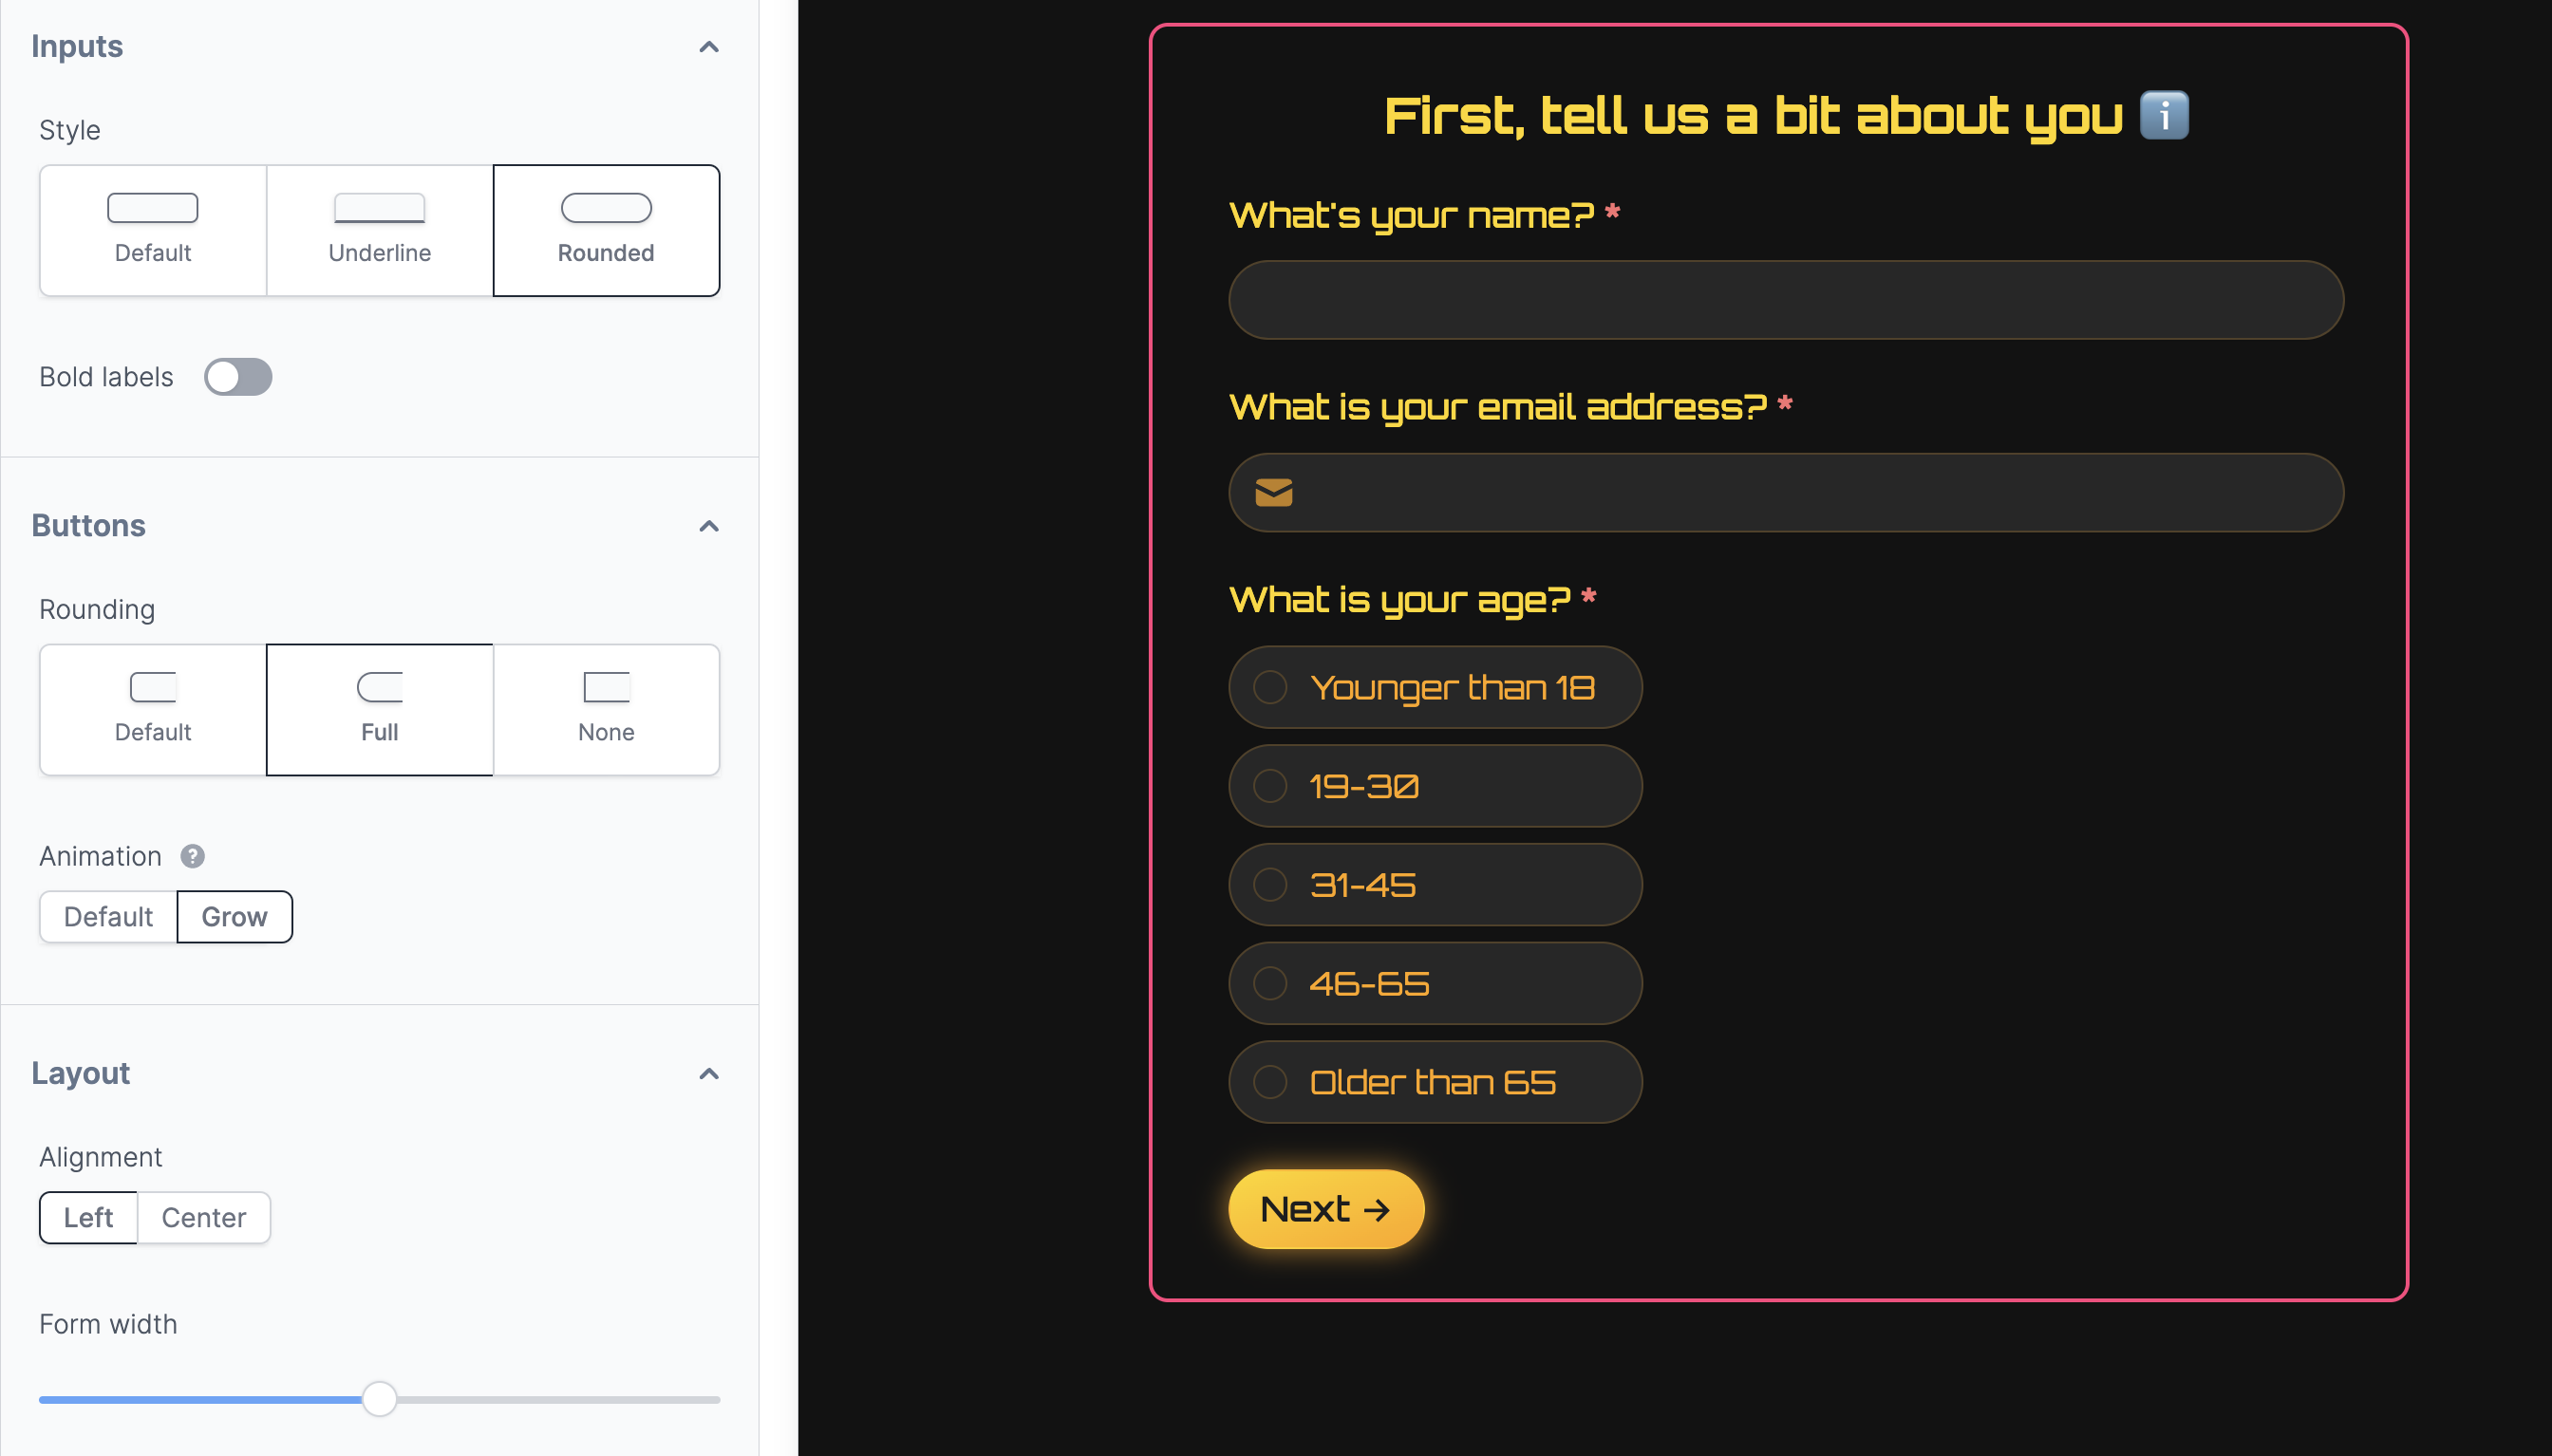 Inputs
Style
Default
Underline
Rounded
Bold labels
Buttons
Rounding
Default
Full
None
Animation ?
Default
Grow
Layout
Alignment
Left
Center
Form width
First, tell us a bit about you ℹ️
What's your name? *
What is your email address? *
What is your age? *
Younger than 18
19-30
31-45
46-65
Older than 65
Next →